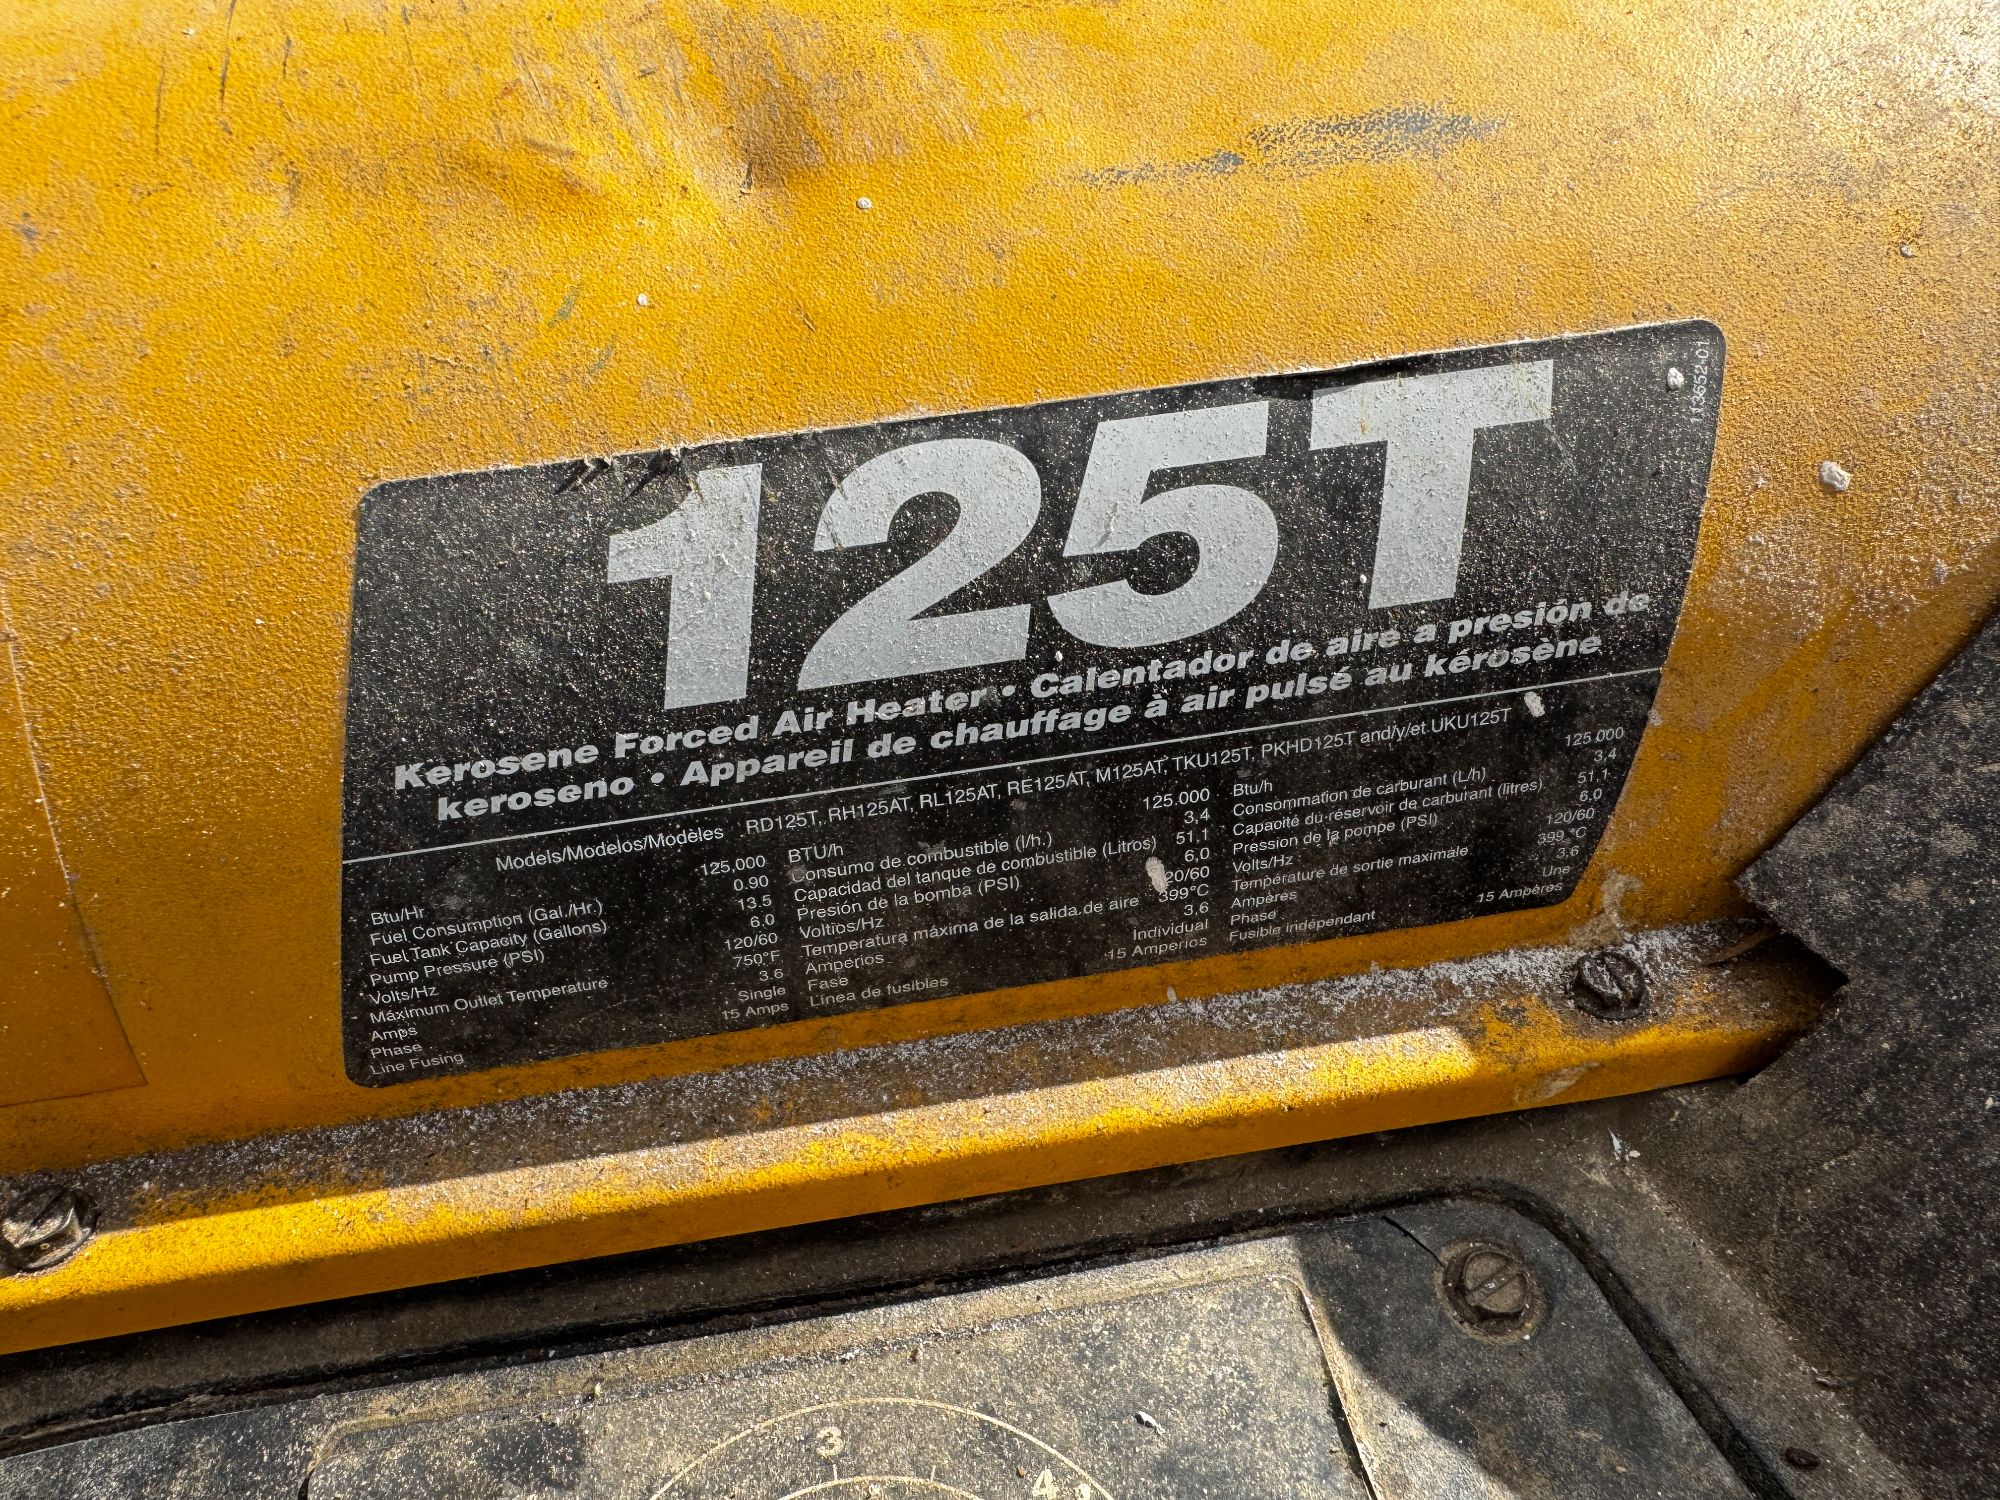 113652-01
125T
Kerosene Forced Air Heater • Calentador de aire a presión de
keroseno • Appareil de chauffage à air pulsé au kérosène
Models/Modelos/Modeles RD125T, RH125AT, RL125AT, RE125AT, M125AT, TKU125T, PKHD125T and/y/et UKU125T
Btu/Hr 125,000
Fuel Consumption (Gal./Hr.) 0.90
Fuel Tank Capacity (Gallons) 13.5
Pump Pressure (PSI) 6.0
Volts/Hz 120/60
Maximum Outlet Temperature 750°F
Amps 3.6
Phase Single
Line Fusing 15 Amps
BTU/h 125.000
Consumo de combustible (l/h.) 3,4
Capacidad del tanque de combustible (Litros) 51,1
Presión de la bomba (PSI) 6,0
Voltios/Hz 20/60
Temperatura máxima de la salida de aire 399°C
Amperios 3,6
Fase Individual
Línea de fusibles 15 Amperios
Btu/h 125 000
Consommation de carburant (L/h) 3,4
Capacité du réservoir de carburant (litres) 51,1
Pression de la pompe (PSI) 6,0
Volts/Hz 120/60
Température de sortie maximale 399 °C
Ampères 3,6
Phase Une
Fusible indépendant 15 Ampères
3
4